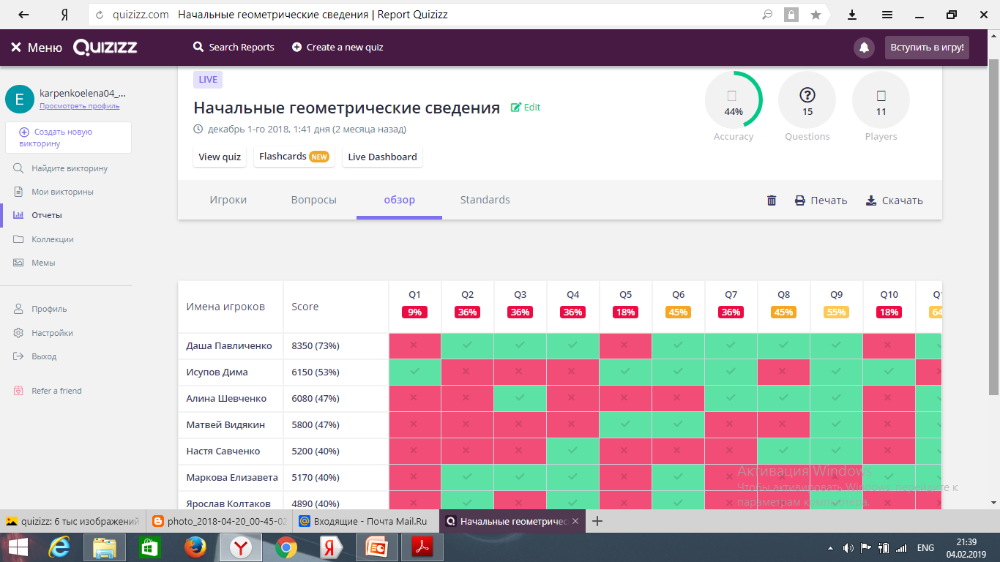 Я quizizz.com Начальные геометрические сведения | Report Quizizz
Меню QUIZIZZ Search Reports Create a new quiz Вступить в игру!
E karpenkoelena04_...
Просмотреть профиль
Создать новую
викторину
Найдите викторину
Мои викторины
Отчеты
Коллекции
Мемы
Профиль
Настройки
Выход
Refer a friend
LIVE
Начальные геометрические сведения Edit
декабрь 1-го 2018, 1:41 дня (2 месяца назад)
View quiz Flashcards NEW Live Dashboard
44% 15 11
Accuracy Questions Players
Игроки Вопросы обзор Standards Печать Скачать
Имена игроков Score Q1 Q2 Q3 Q4 Q5 Q6 Q7 Q8 Q9 Q10
9% 36% 36% 36% 18% 45% 36% 45% 55% 18% 64
Даша Павличенко 8350 (73%)
Исупов Дима 6150 (53%)
Алина Шевченко 6080 (47%)
Матвей Видякин 5800 (47%)
Настя Савченко 5200 (40%)
Маркова Елизавета 5170 (40%)
Ярослав Колтаков 4890 (40%)
Активация Windows
Чтобы активировать Windows, перейдите к
параметрам компьютера.
quizizz: 6 тыс изображений photo_2018-04-20_00-45-02 Входящие - Почта Mail.Ru Начальные геометричес
ENG 21:39
04.02.2019